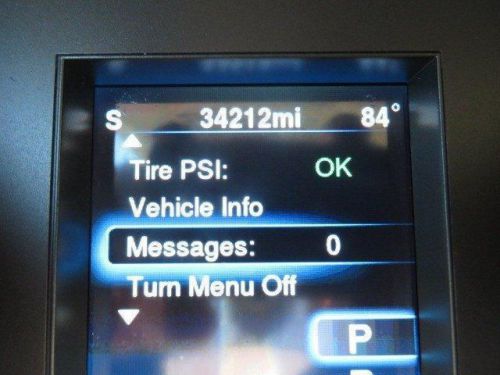 S 34212mi 84°
Tire PSI: OK
Vehicle Info
Messages: 0
Turn Menu Off
P